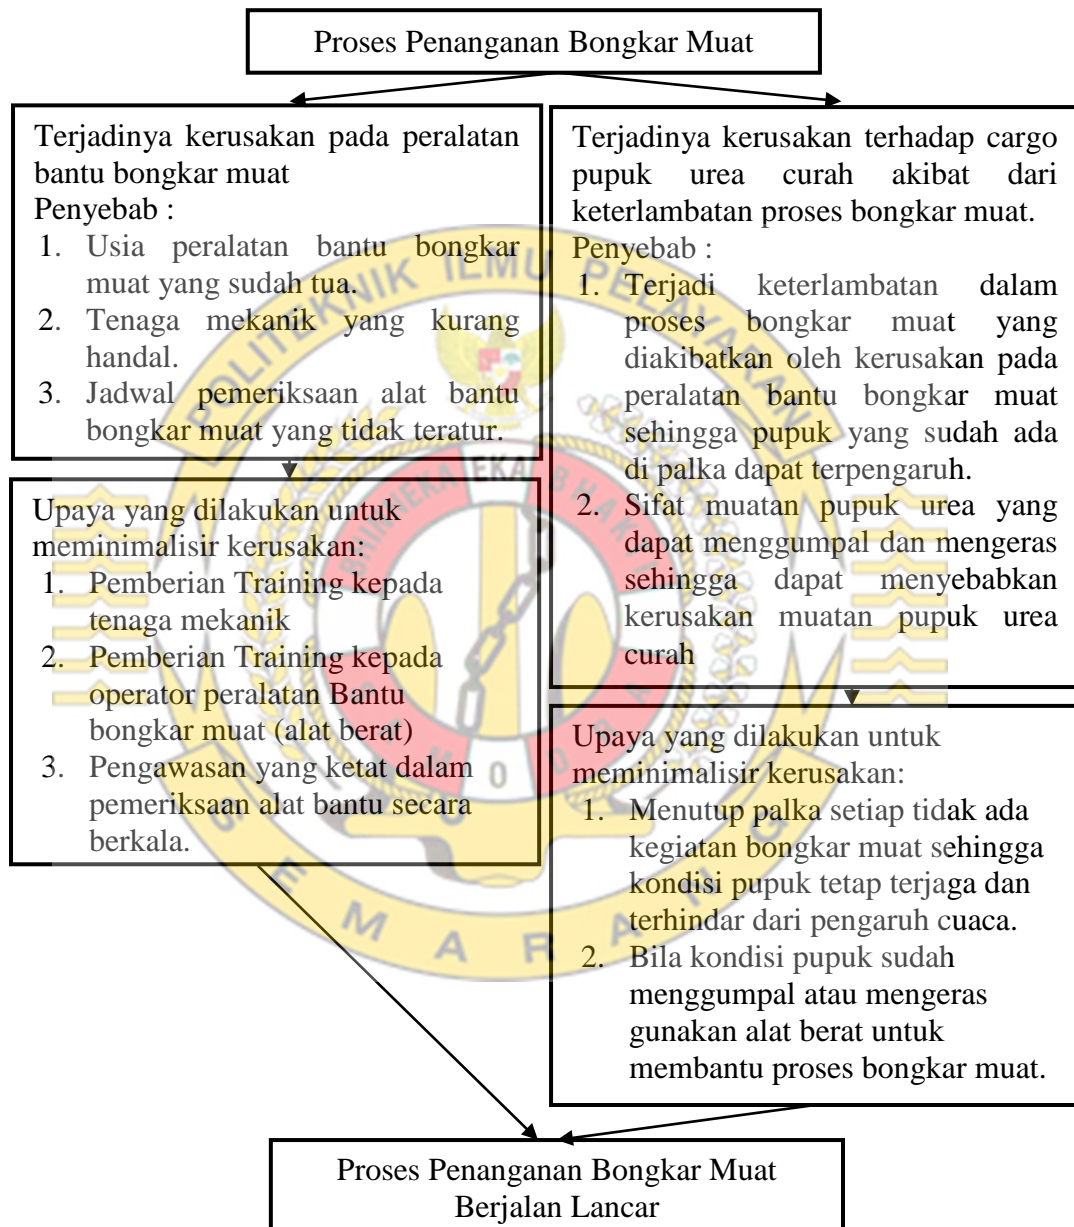 Proses Penanganan Bongkar Muat
Terjadinya kerusakan pada peralatan
bantu bongkar muat
Penyebab :
1. Usia peralatan bantu bongkar
muat yang sudah tua.
2. Tenaga mekanik yang kurang
handal.
3. Jadwal pemeriksaan alat bantu
bongkar muat yang tidak teratur.
Upaya yang dilakukan untuk
meminimalisir kerusakan:
1. Pemberian Training kepada
tenaga mekanik
2. Pemberian Training kepada
operator peralatan Bantu
bongkar muat (alat berat)
3. Pengawasan yang ketat dalam
pemeriksaan alat bantu secara
berkala.
Terjadinya kerusakan terhadap cargo
pupuk urea curah akibat dari
keterlambatan proses bongkar muat.
Penyebab :
1. Terjadi keterlambatan dalam
proses bongkar muat yang
diakibatkan oleh kerusakan pada
peralatan bantu bongkar muat
sehingga pupuk yang sudah ada
di palka dapat terpengaruh.
2. Sifat muatan pupuk urea yang
dapat menggumpal dan mengeras
sehingga dapat menyebabkan
kerusakan muatan pupuk urea
curah
Upaya yang dilakukan untuk
meminimalisir kerusakan:
1. Menutup palka setiap tidak ada
kegiatan bongkar muat sehingga
kondisi pupuk tetap terjaga dan
terhindar dari pengaruh cuaca.
2. Bila kondisi pupuk sudah
menggumpal atau mengeras
gunakan alat berat untuk
membantu proses bongkar muat.
Proses Penanganan Bongkar Muat
Berjalan Lancar
POLITEKNIK ILMU PELAYARAN
SEMARANG
BHINNEKA EKA BHAKTI